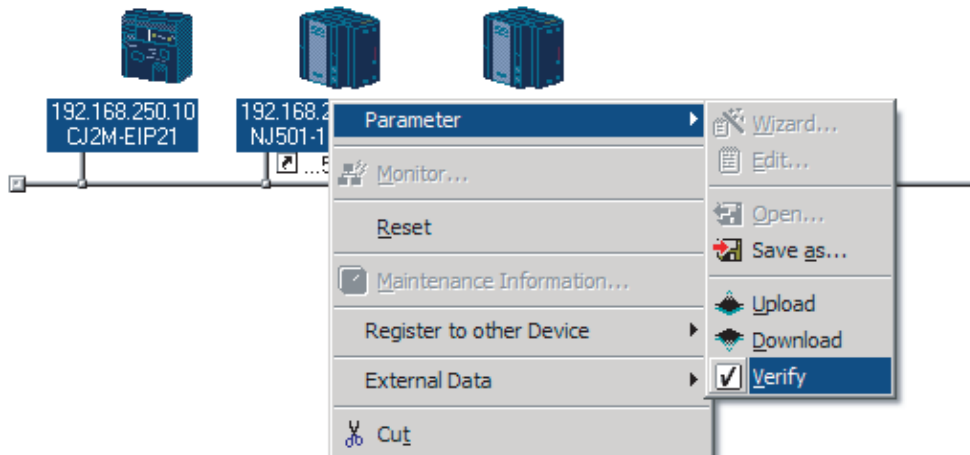 192.168.250.10
CJ2M-EIP21
192.168.2
NJ501-1
...5
Parameter
Monitor...
Reset
Maintenance Information...
Register to other Device
External Data
Cut
Wizard...
Edit...
Open...
Save as...
Upload
Download
Verify